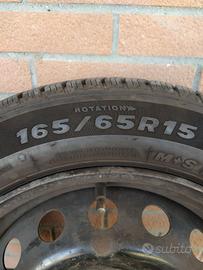 ROTATION
165/65R15
M+S
subito